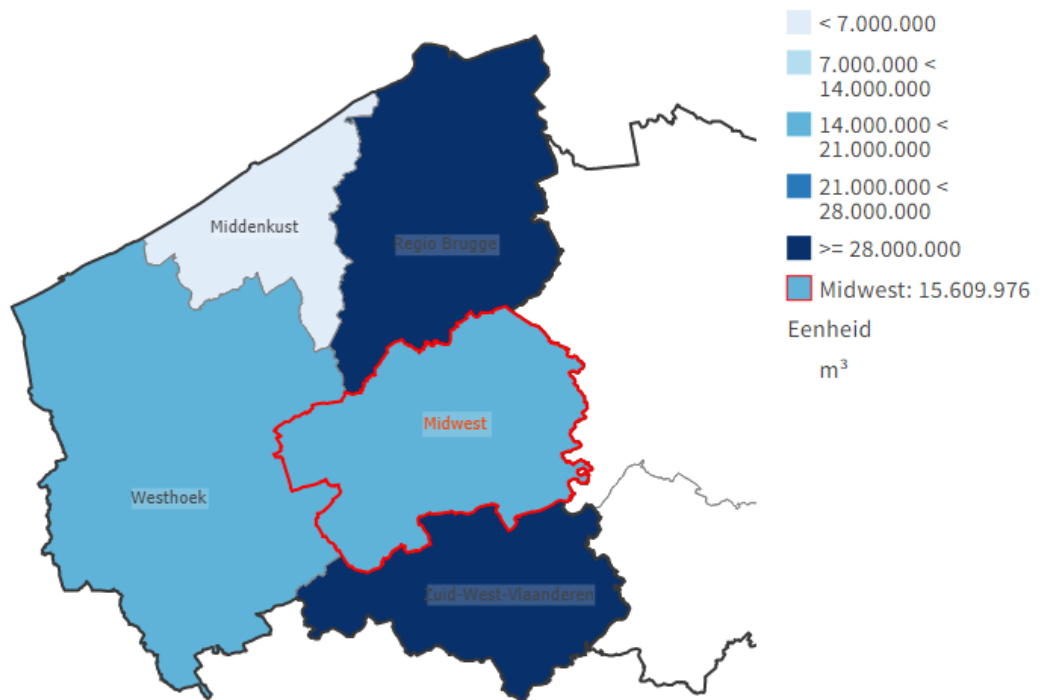 < 7.000.000
7.000.000 <
14.000.000
14.000.000 <
21.000.000
21.000.000 <
28.000.000
>= 28.000.000
Midwest: 15.609.976
Eenheid
m³
Middenkust
Regio Brugge
Midwest
Westhoek
Zuid-West-Vlaanderen